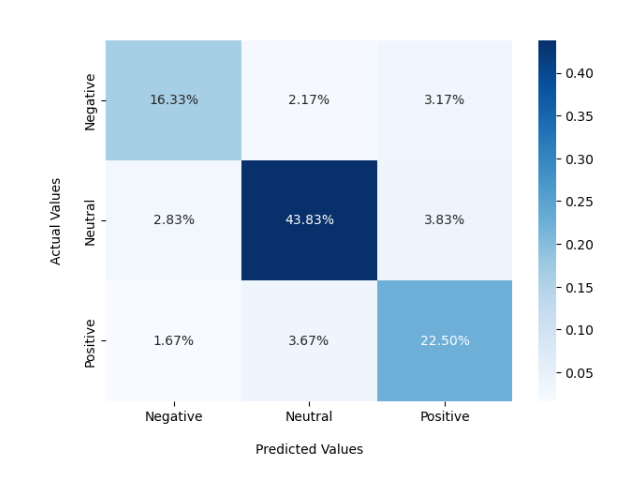 Actual Values
Negative
Neutral
Positive
16.33% 2.17% 3.17%
2.83% 43.83% 3.83%
1.67% 3.67% 22.50%
Negative Neutral Positive
Predicted Values
0.40
0.35
0.30
0.25
0.20
0.15
0.10
0.05